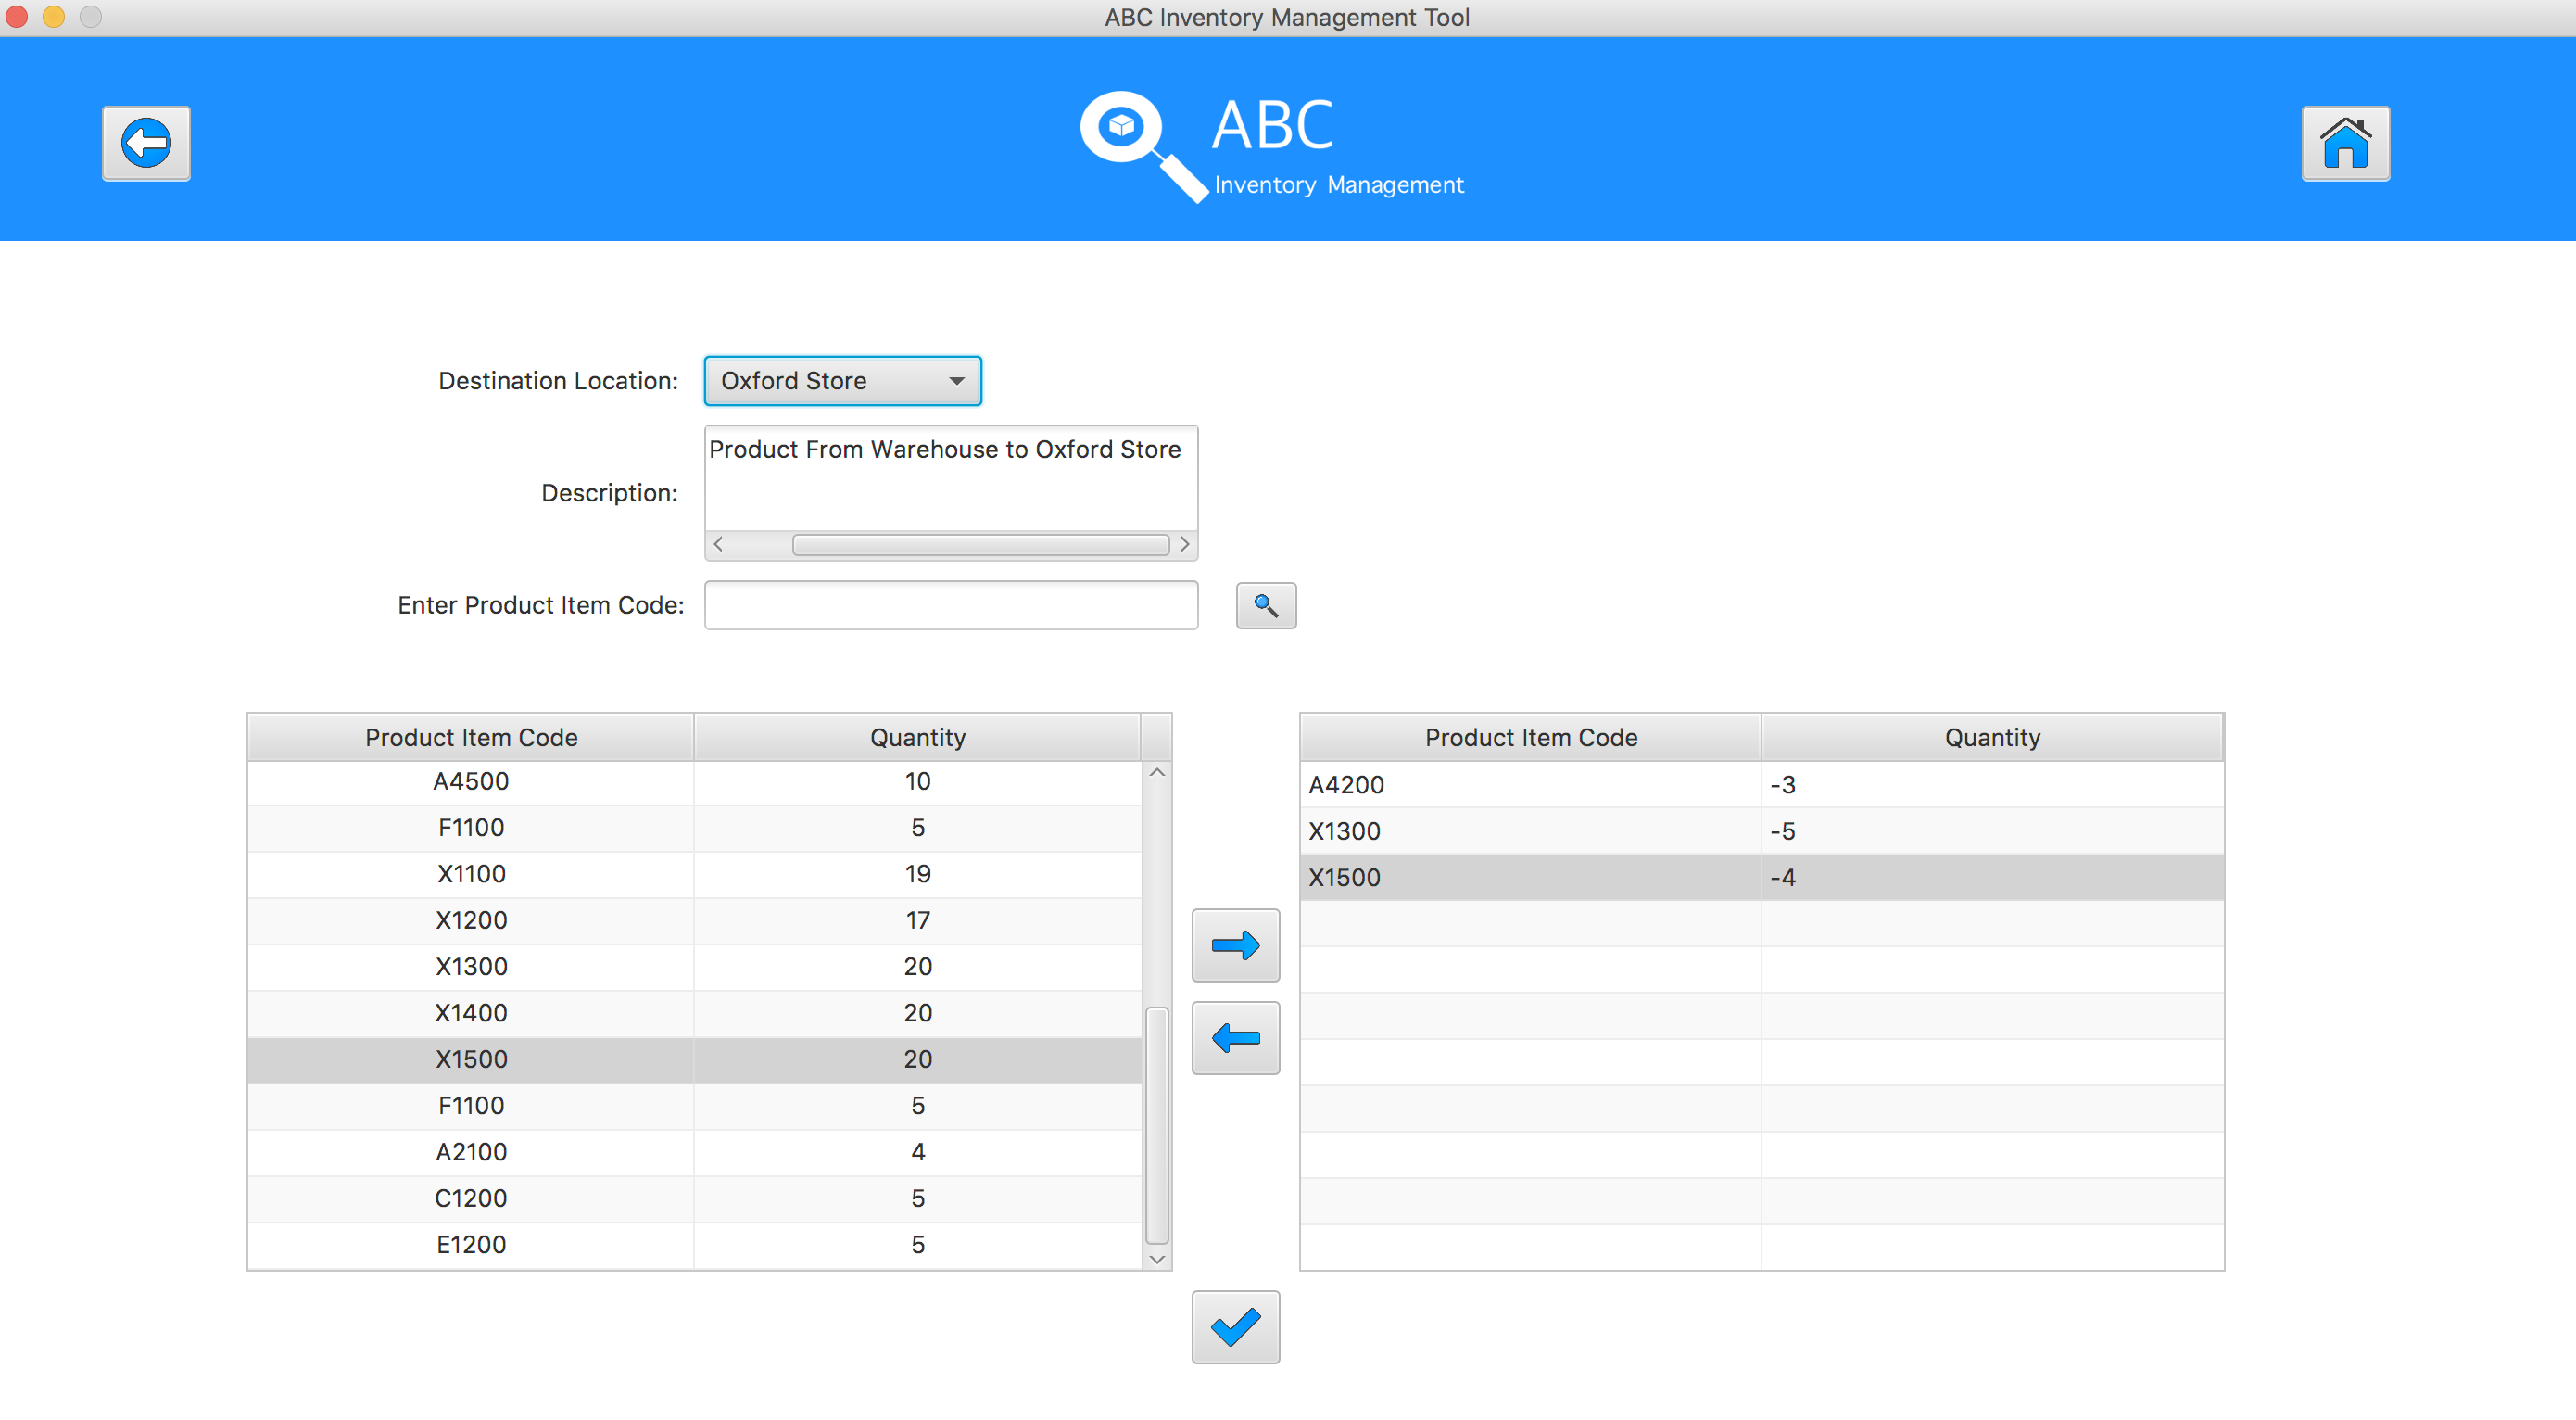 ABC Inventory Management Tool
ABC
Inventory Management
Destination Location: Oxford Store
Product From Warehouse to Oxford Store
Description:
Enter Product Item Code:
Product Item Code Quantity
A4500 10
F1100 5
X1100 19
X1200 17
X1300 20
X1400 20
X1500 20
F1100 5
A2100 4
C1200 5
E1200 5
Product Item Code Quantity
A4200 -3
X1300 -5
X1500 -4